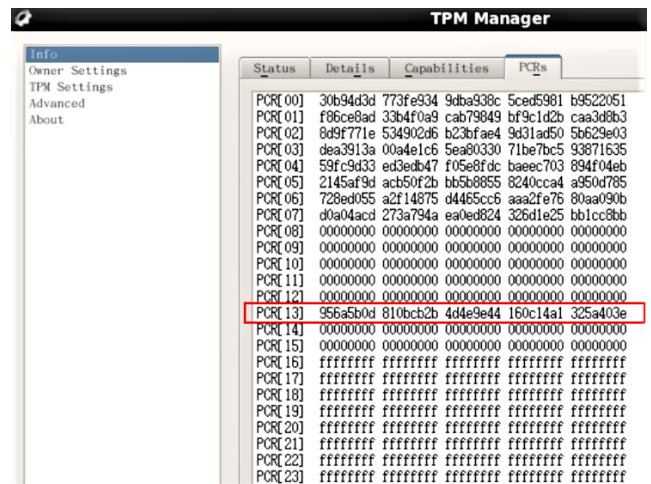 TPM Manager
Info
Owner Settings
TPM Settings
Advanced
About
Status Details Capabilities PCRs
PCR[00] 30b94d3d 773fe934 9dba938c 5ced5981 b9522051
PCR[01] f86ce8ad 33b4f0a9 cab79849 bf9c1d2b caa3d8b3
PCR[02] 8d9f771e 534902d6 b23bfae4 9d31ad50 5b629e03
PCR[03] dea3913a 00a4e1c6 5ea80330 71be7bc5 93871635
PCR[04] 59fc9d33 ed3edb47 f05e8fdc baeec703 894f04eb
PCR[05] 2145af9d acb50f2b bb5b8855 8240cca4 a950d785
PCR[06] 728ed055 a2f14875 d4465cc6 aaa2fe76 80aa090b
PCR[07] d0a04acd 273a794a ea0ed824 326d1e25 bb1cc8bb
PCR[08] 00000000 00000000 00000000 00000000 00000000
PCR[09] 00000000 00000000 00000000 00000000 00000000
PCR[10] 00000000 00000000 00000000 00000000 00000000
PCR[11] 00000000 00000000 00000000 00000000 00000000
PCR[12] 00000000 00000000 00000000 00000000 00000000
PCR[13] 956a5b0d 810bcb2b 4d4e9e44 160c14a1 325a403e
PCR[14] 00000000 00000000 00000000 00000000 00000000
PCR[15] 00000000 00000000 00000000 00000000 00000000
PCR[16] ffffffff ffffffff ffffffff ffffffff ffffffff
PCR[17] ffffffff ffffffff ffffffff ffffffff ffffffff
PCR[18] ffffffff ffffffff ffffffff ffffffff ffffffff
PCR[19] ffffffff ffffffff ffffffff ffffffff ffffffff
PCR[20] ffffffff ffffffff ffffffff ffffffff ffffffff
PCR[21] ffffffff ffffffff ffffffff ffffffff ffffffff
PCR[22] ffffffff ffffffff ffffffff ffffffff ffffffff
PCR[23] ffffffff ffffffff ffffffff ffffffff ffffffff